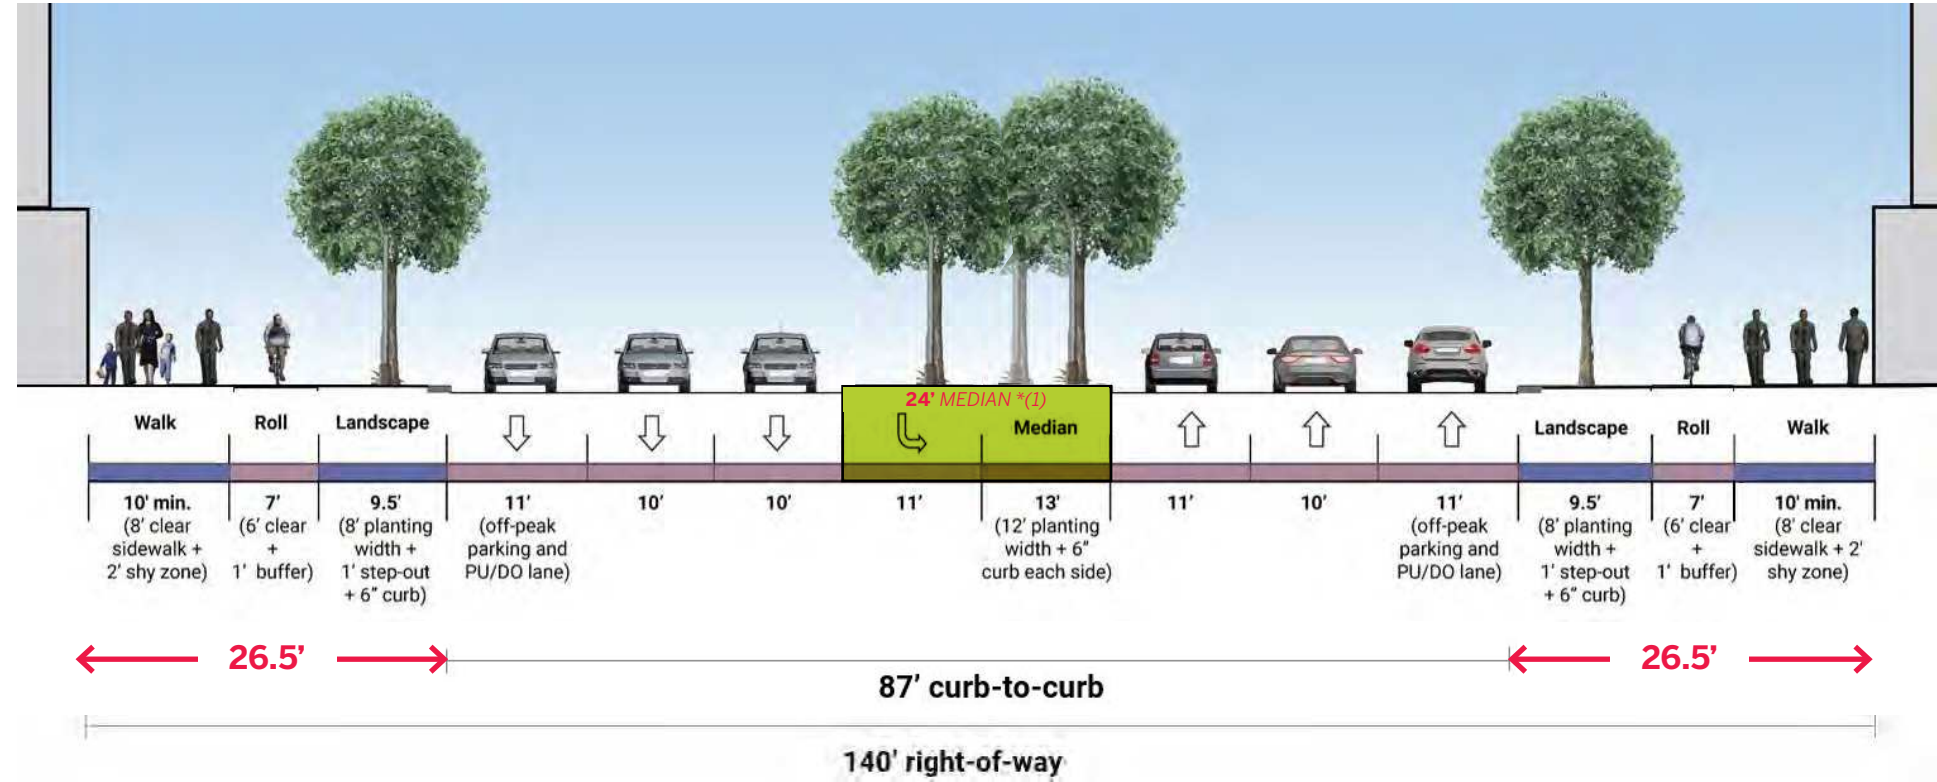 24’ MEDIAN *(1)
Walk
Roll
Landscape
Median
Landscape
Roll
Walk
10' min.
(8’ clear
sidewalk +
2’ shy zone)
7’
(6’ clear
+
1’ buffer)
9.5’
(8’ planting
width +
1’ step-out
+ 6” curb)
11’
(off-peak
parking and
PU/DO lane)
10’
10’
11’
13’
(12’ planting
width + 6”
curb each side)
11’
10’
11’
(off-peak
parking and
PU/DO lane)
9.5’
(8’ planting
width +
1’ step-out
+ 6” curb)
7’
(6’ clear
+
1’ buffer)
10' min.
(8’ clear
sidewalk + 2’
shy zone)
26.5’
26.5’
87’ curb-to-curb
140’ right-of-way